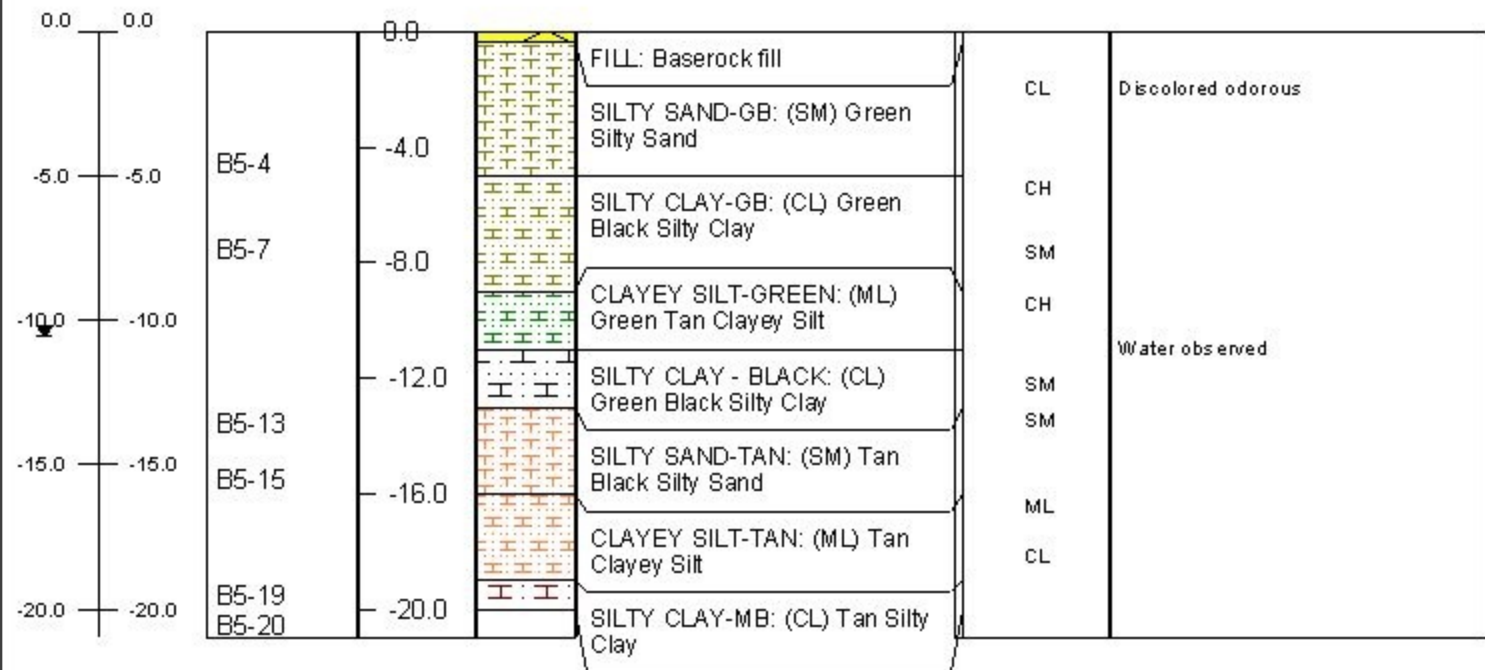 0.0 0.0
-5.0 -5.0
-10.0 -10.0
-15.0 -15.0
-20.0 -20.0
B5-4
B5-7
B5-13
B5-15
B5-19
B5-20
0.0
-4.0
-8.0
-12.0
-16.0
-20.0
FILL: Baserock fill
SILTY SAND-GB: (SM) Green
Silty Sand
SILTY CLAY-GB: (CL) Green
Black Silty Clay
CLAYEY SILT-GREEN: (ML)
Green Tan Clayey Silt
SILTY CLAY - BLACK: (CL)
Green Black Silty Clay
SILTY SAND-TAN: (SM) Tan
Black Silty Sand
CLAYEY SILT-TAN: (ML) Tan
Clayey Silt
SILTY CLAY-MB: (CL) Tan Silty
Clay
CL
CH
SM
CH
SM
SM
ML
CL
Discolored odorous
Water observed